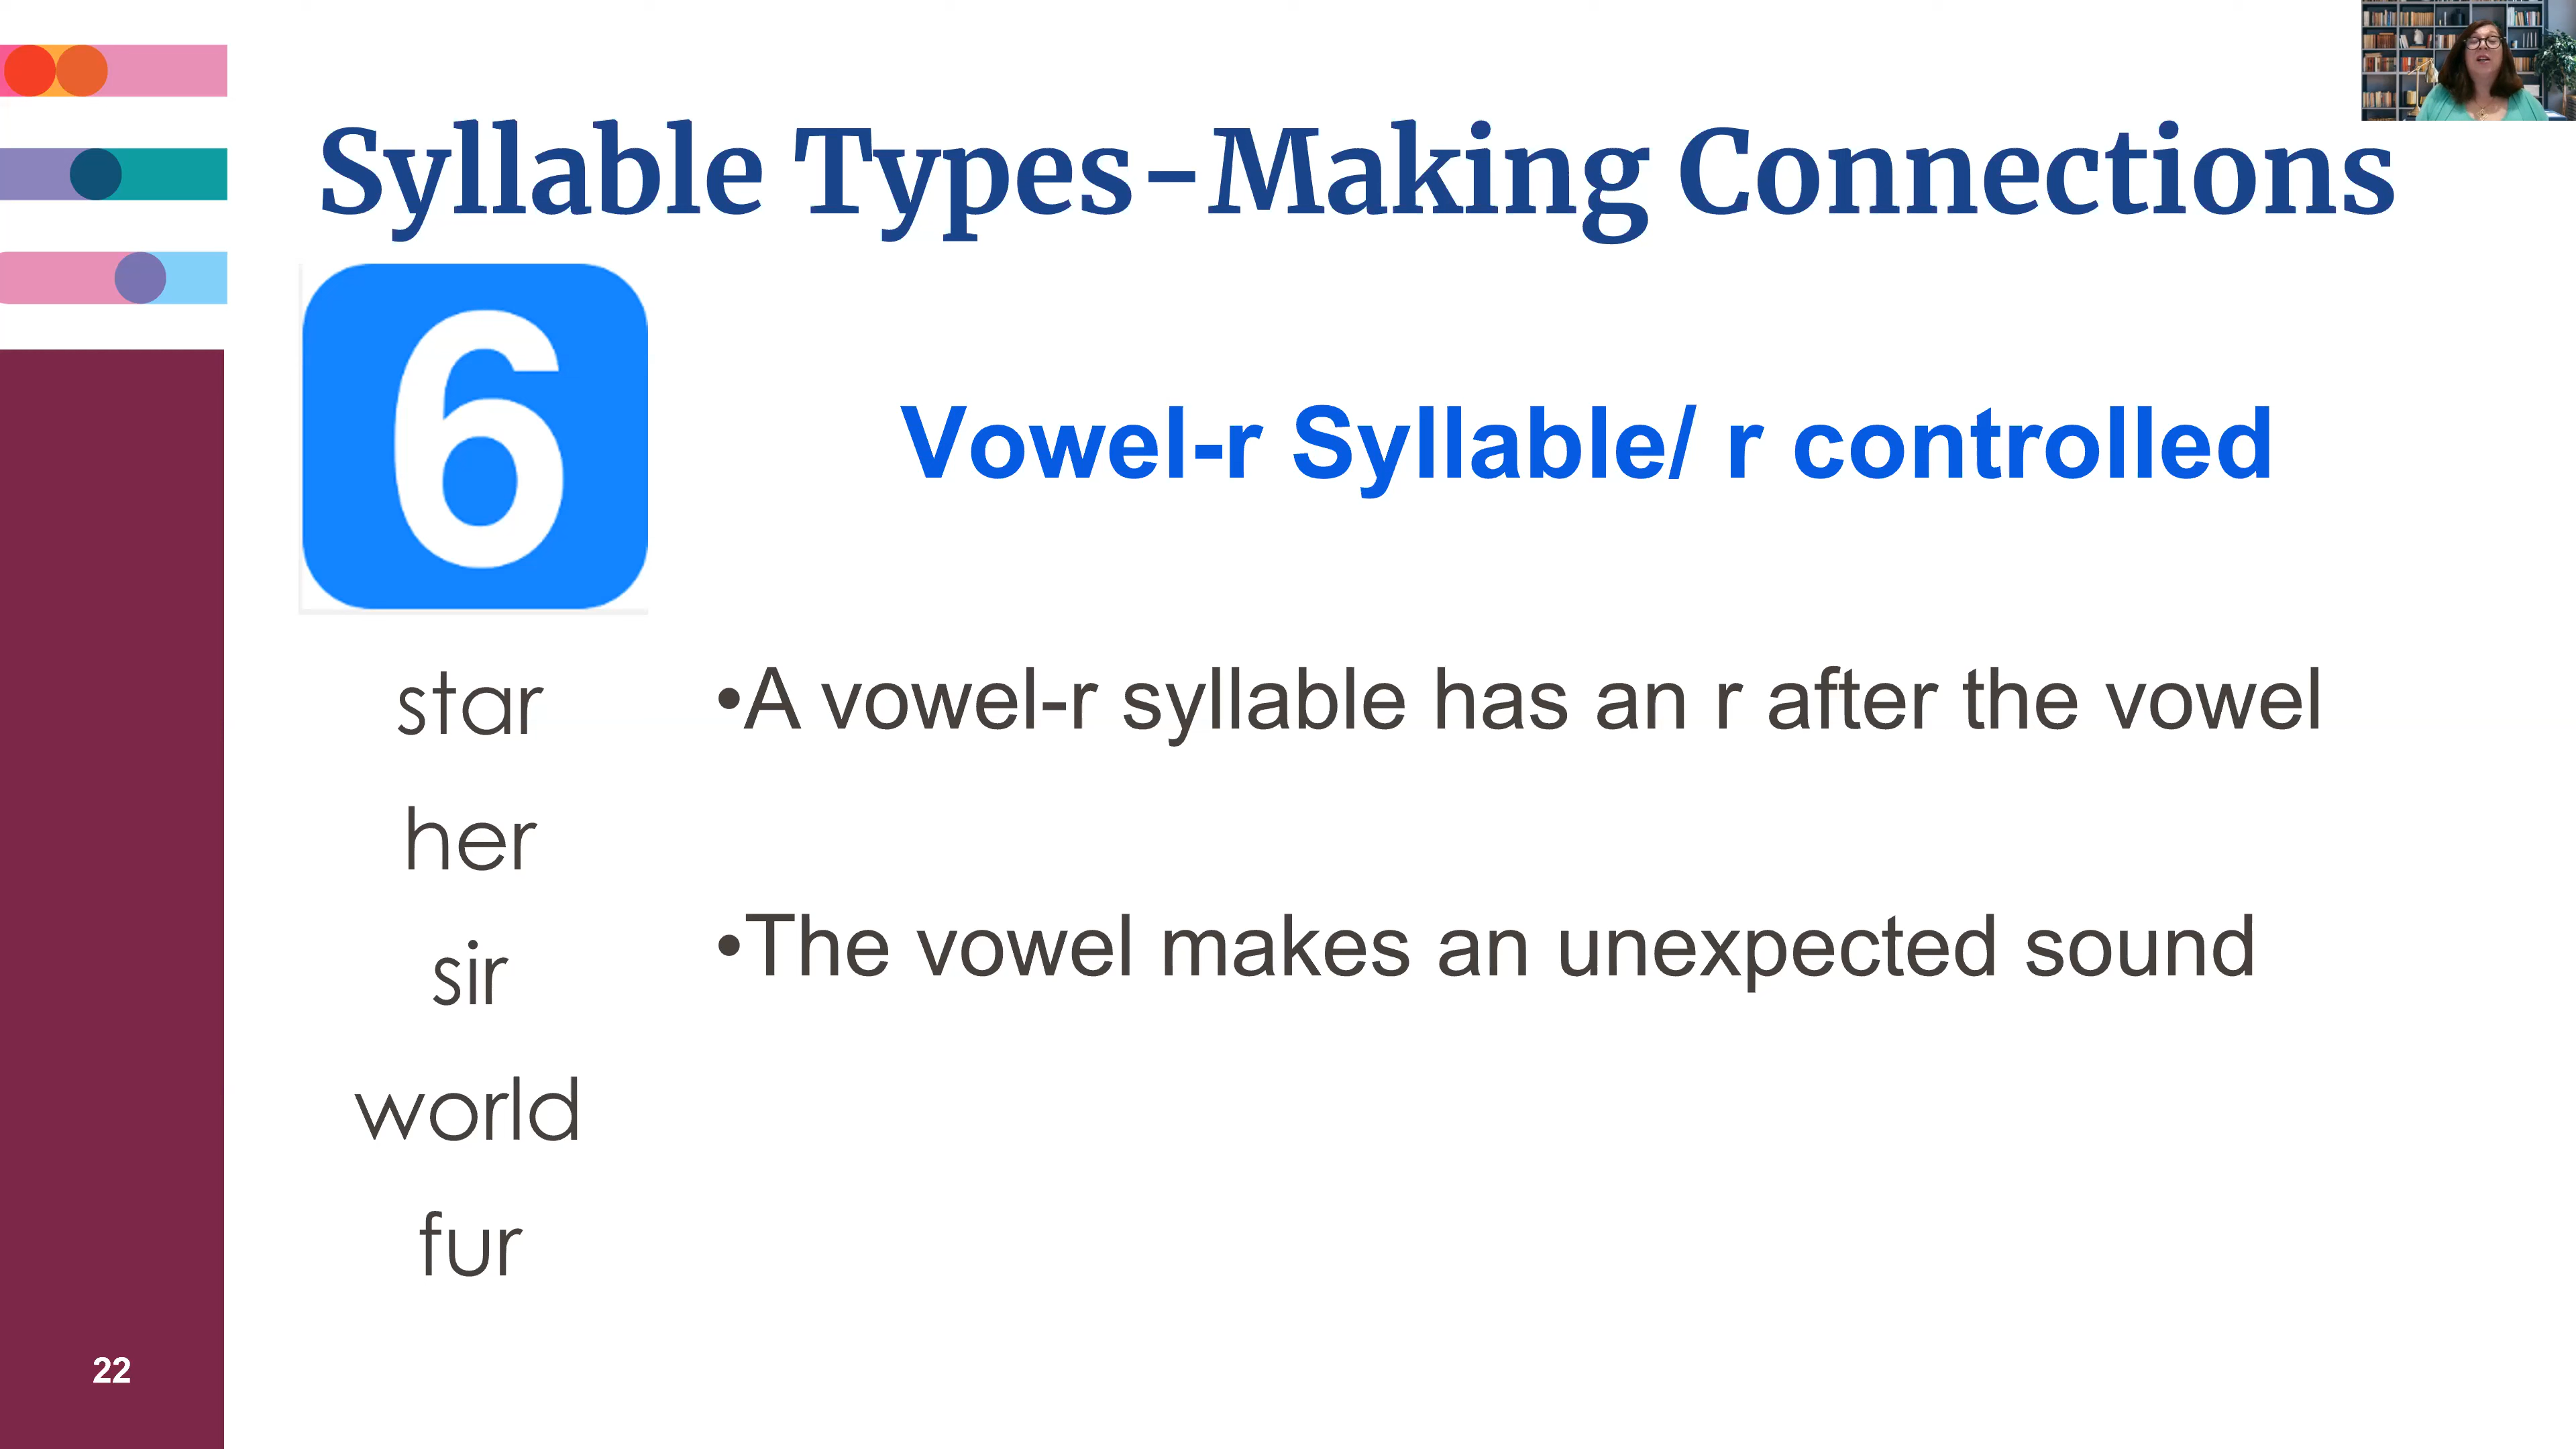 Syllable Types-Making Connections
6
Vowel-r Syllable/ r controlled
star
her
sir
world
fur
•A vowel-r syllable has an r after the vowel
•The vowel makes an unexpected sound
22